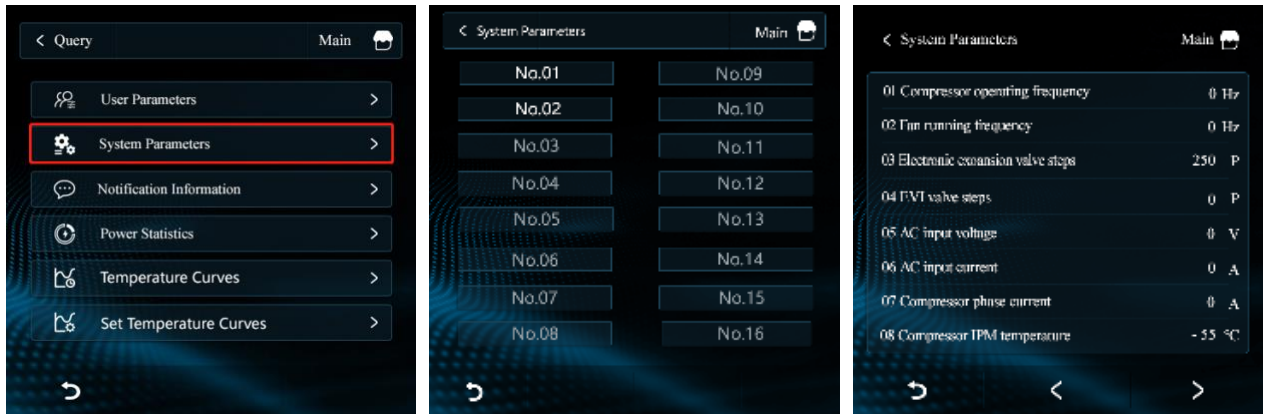 Query Main
User Parameters
System Parameters
Notification Information
Power Statistics
Temperature Curves
Set Temperature Curves
System Parameters Main
No.01 No.09
No.02 No.10
No.03 No.11
No.04 No.12
No.05 No.13
No.06 No.14
No.07 No.15
No.08 No.16
System Parameters Main
01 Compressor operating frequency 0 Hz
02 Fan running frequency 0 Hz
03 Electronic expansion valve steps 250 P
04 EVI valve steps 0 P
05 AC input voltage 0 V
06 AC input current 0 A
07 Compressor phase current 0 A
08 Compressor IPM temperature -55 °C